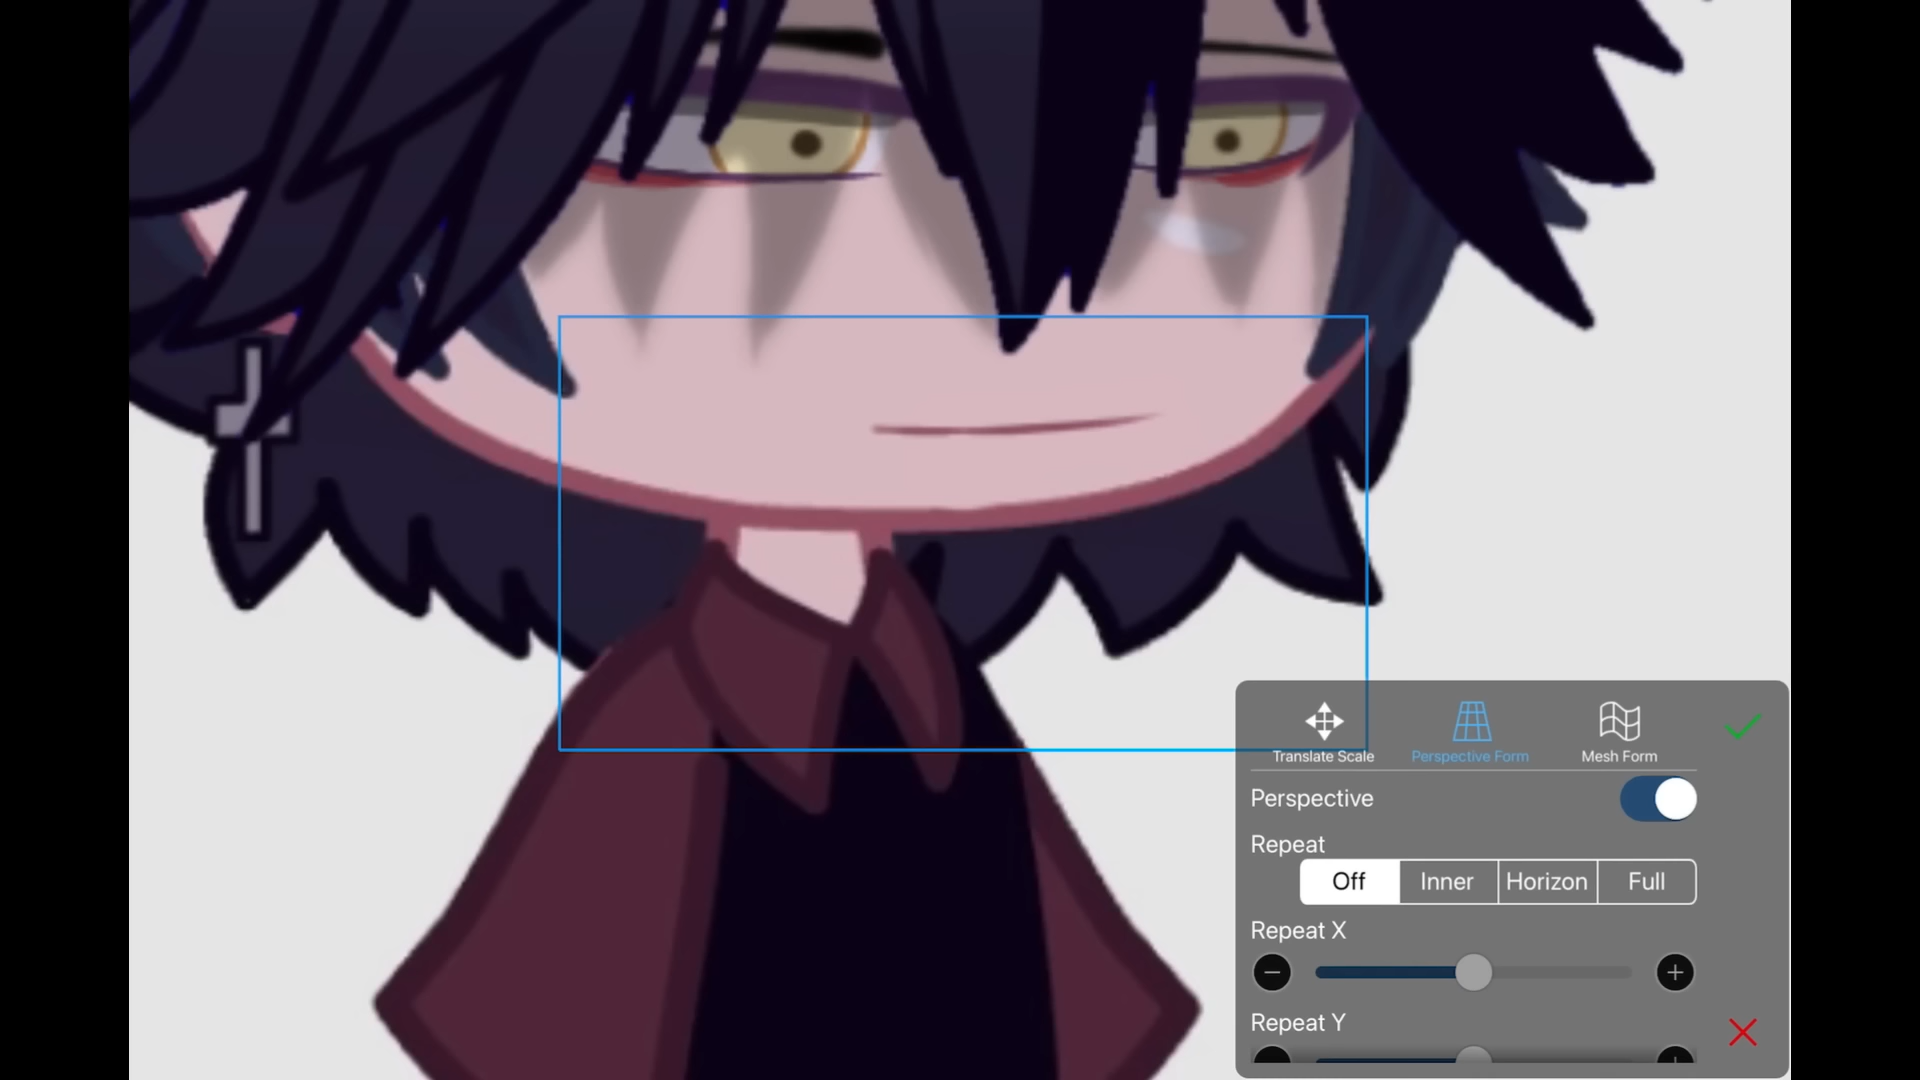 Translate Scale
Perspective Form
Mesh Form
Perspective
Repeat
Off
Inner
Horizon
Full
Repeat X
Repeat Y